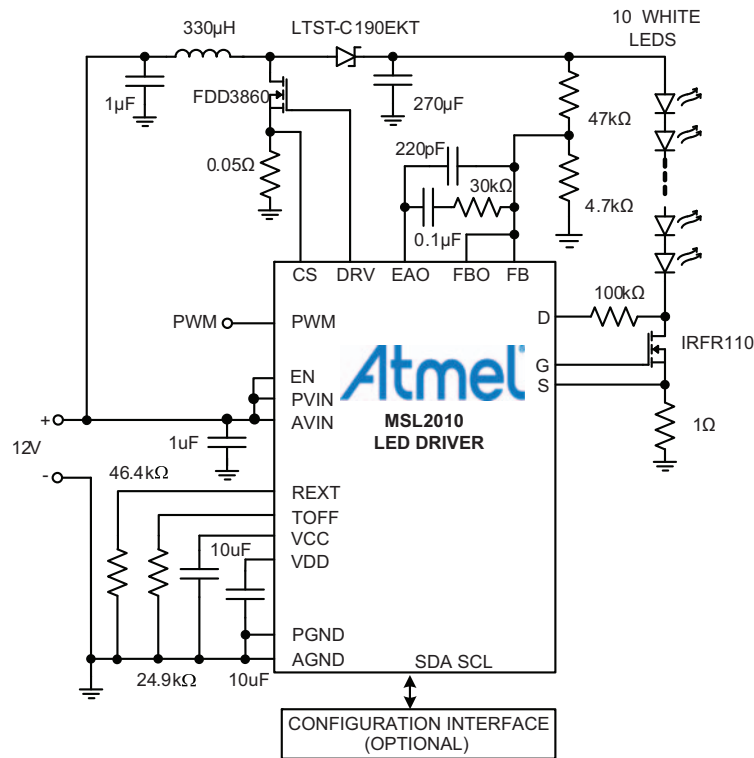 10 WHITE
LEDS
330µH
LTST-C190EKT
1µF
FDD3860
270µF
47kΩ
220pF
0.05Ω
30kΩ
4.7kΩ
0.1µF
CS
DRV
EAO
FBO
FB
D
100kΩ
PWM
PWM
IRFR110
Atmel
G
EN
PVIN
S
AVIN
MSL2010
LED DRIVER
+
12V
-
1uF
1Ω
46.4kΩ
REXT
TOFF
VCC
10uF
VDD
PGND
AGND
SDA SCL
24.9kΩ
10uF
CONFIGURATION INTERFACE
(OPTIONAL)